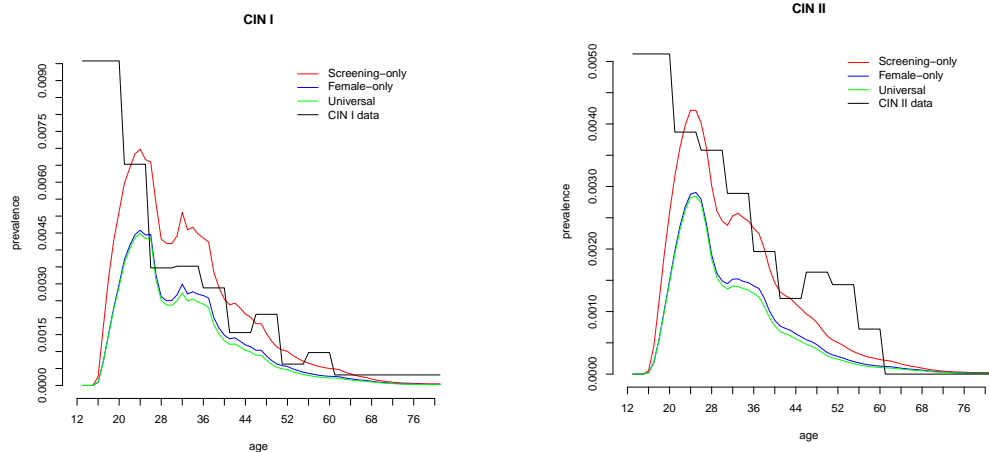 CIN I
prevalence
0.0000 0.0015 0.0030 0.0045 0.0060 0.0075 0.0090
Screening−only
Female−only
Universal
CIN I data
12 20 28 36 44 52 60 68 76
age
CIN II
prevalence
0.0000 0.0010 0.0020 0.0030 0.0040 0.0050
Screening−only
Female−only
Universal
CIN II data
12 20 28 36 44 52 60 68 76
age